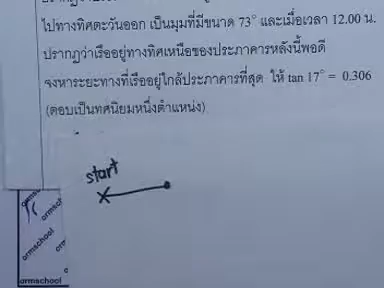 ไปทางทิศตะวันออก เป็นมุมที่มีขนาด 73° และเมื่อเวลา 12.00 น.
ปรากฏว่าเรืออยู่ทางทิศเหนือของประภาคารหลังนี้พอดี
จงหาระยะทางที่เรืออยู่ใกล้ประภาคารที่สุด ให้ tan 17° = 0.306
(ตอบเป็นทศนิยมหนึ่งตำแหน่ง)
start
ormschool
ormschool